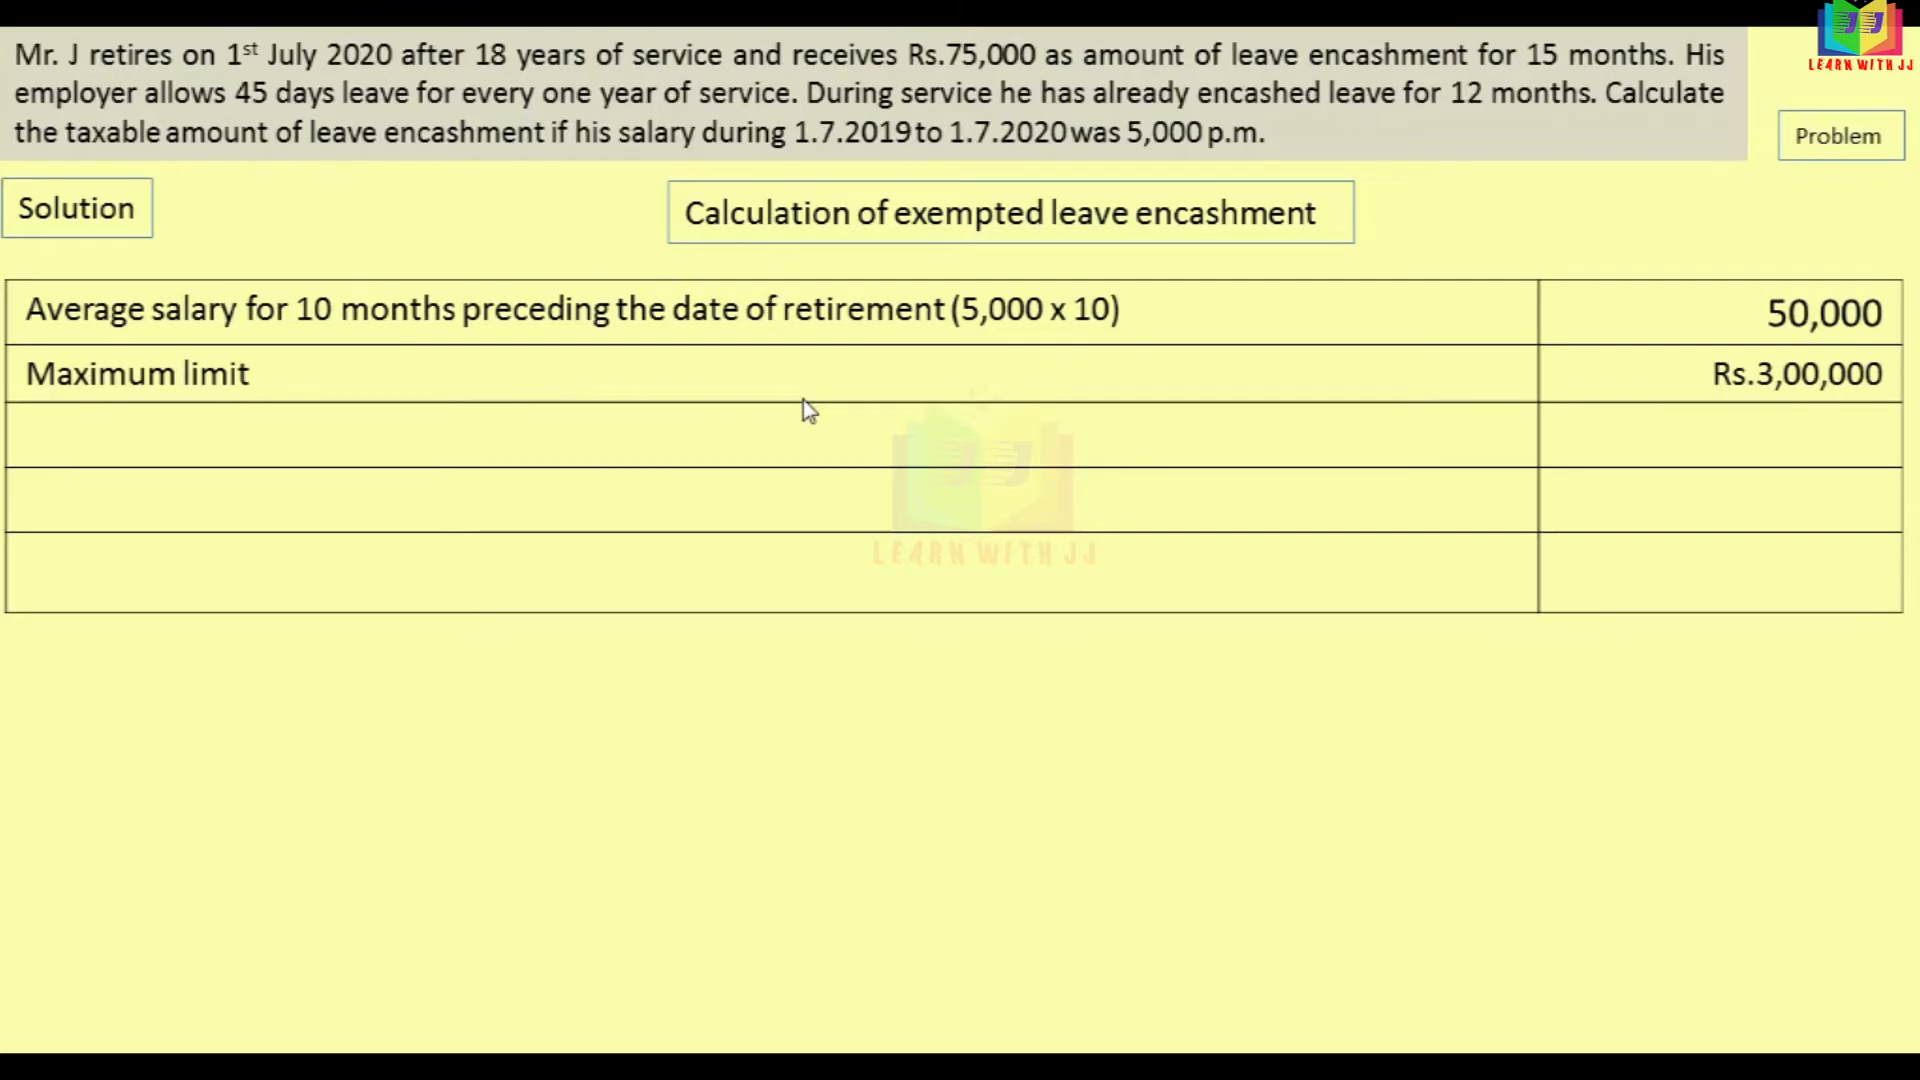 LEARN WITH JJ
Mr. J retires on 1st July 2020 after 18 years of service and receives Rs.75,000 as amount of leave encashment for 15 months. His
employer allows 45 days leave for every one year of service. During service he has already encashed leave for 12 months. Calculate
the taxable amount of leave encashment if his salary during 1.7.2019 to 1.7.2020 was 5,000 p.m.
Problem
Solution
Calculation of exempted leave encashment
Average salary for 10 months preceding the date of retirement (5,000 x 10) 50,000
Maximum limit Rs.3,00,000
JJ
LEARN WITH JJ